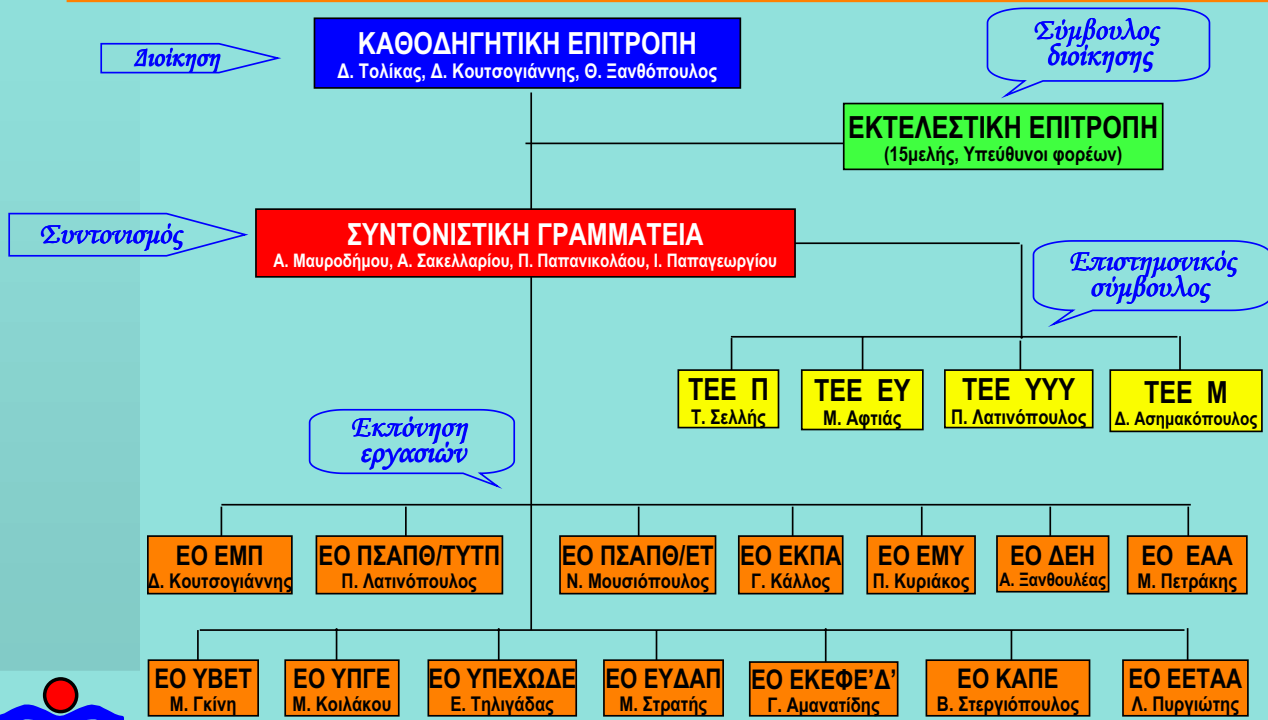 Διοίκηση
ΚΑΘΟΔΗΓΗΤΙΚΗ ΕΠΙΤΡΟΠΗ
Δ. Τολίκας, Δ. Κουτσογιάννης, Θ. Ξανθόπουλος
Σύμβουλος
διοίκησης
ΕΚΤΕΛΕΣΤΙΚΗ ΕΠΙΤΡΟΠΗ
(15μελής, Υπεύθυνοι φορέων)
Συντονισμός
ΣΥΝΤΟΝΙΣΤΙΚΗ ΓΡΑΜΜΑΤΕΙΑ
Α. Μαυροδήμου, Α. Σακελλαρίου, Π. Παπανικολάου, Ι. Παπαγεωργίου
Επιστημονικός
σύμβουλος
ΤΕΕ Π
Τ. Σελλής
ΤΕΕ ΕΥ
Μ. Αφτιάς
ΤΕΕ ΥΥΥ
Π. Λατινόπουλος
ΤΕΕ Μ
Δ. Ασημακόπουλος
Εκπόνηση
εργασιών
ΕΟ ΕΜΠ
Δ. Κουτσογιάννης
ΕΟ ΠΣΑΠΘ/ΤΥΤΠ
Π. Λατινόπουλος
ΕΟ ΠΣΑΠΘ/ΕΤ
Ν. Μουσιόπουλος
ΕΟ ΕΚΠΑ
Γ. Κάλλος
ΕΟ ΕΜΥ
Π. Κυριάκος
ΕΟ ΔΕΗ
Α. Ξανθουλέας
ΕΟ ΕΑΑ
Μ. Πετράκης
ΕΟ ΥΒΕΤ
Μ. Γκίνη
ΕΟ ΥΠΓΕ
Μ. Κοιλάκου
ΕΟ ΥΠΕΧΩΔΕ
Ε. Τηλιγάδας
ΕΟ ΕΥΔΑΠ
Μ. Στρατής
ΕΟ ΕΚΕΦΕ'Δ'
Γ. Αμανατίδης
ΕΟ ΚΑΠΕ
Β. Στεργιόπουλος
ΕΟ ΕΕΤΑΑ
Λ. Πυργιώτης